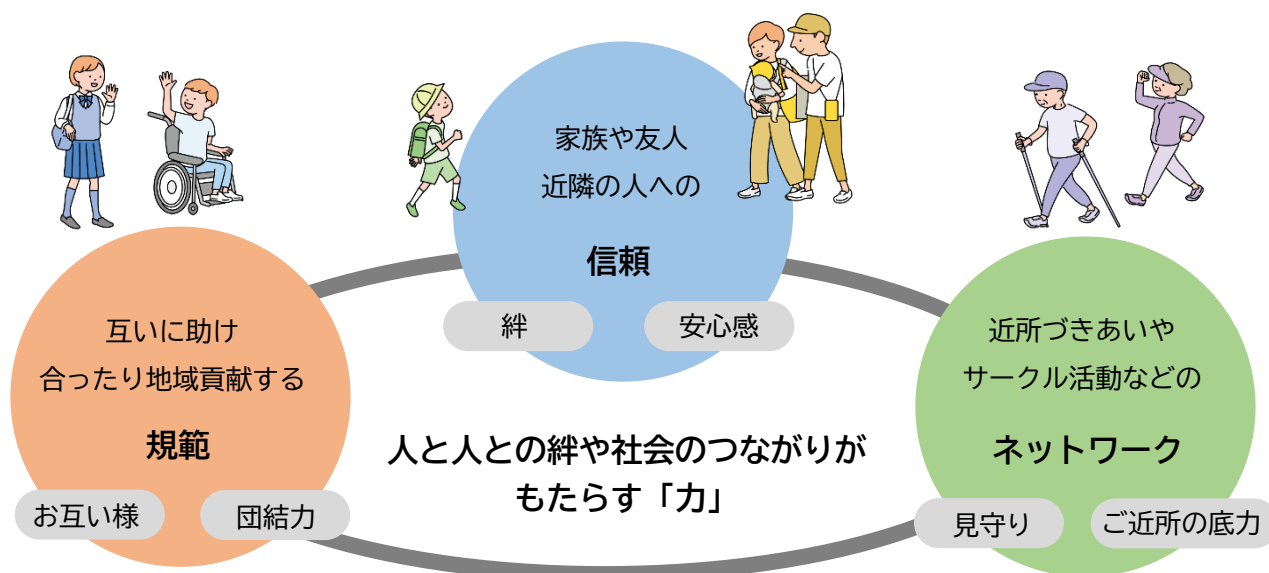 家族や友人
近隣の人への
信頼
絆
安心感
互いに助け
合ったり地域貢献する
規範
お互い様
団結力
近所づきあいや
サークル活動などの
ネットワーク
見守り
ご近所の底力
人と人との絆や社会のつながりが
もたらす「力」